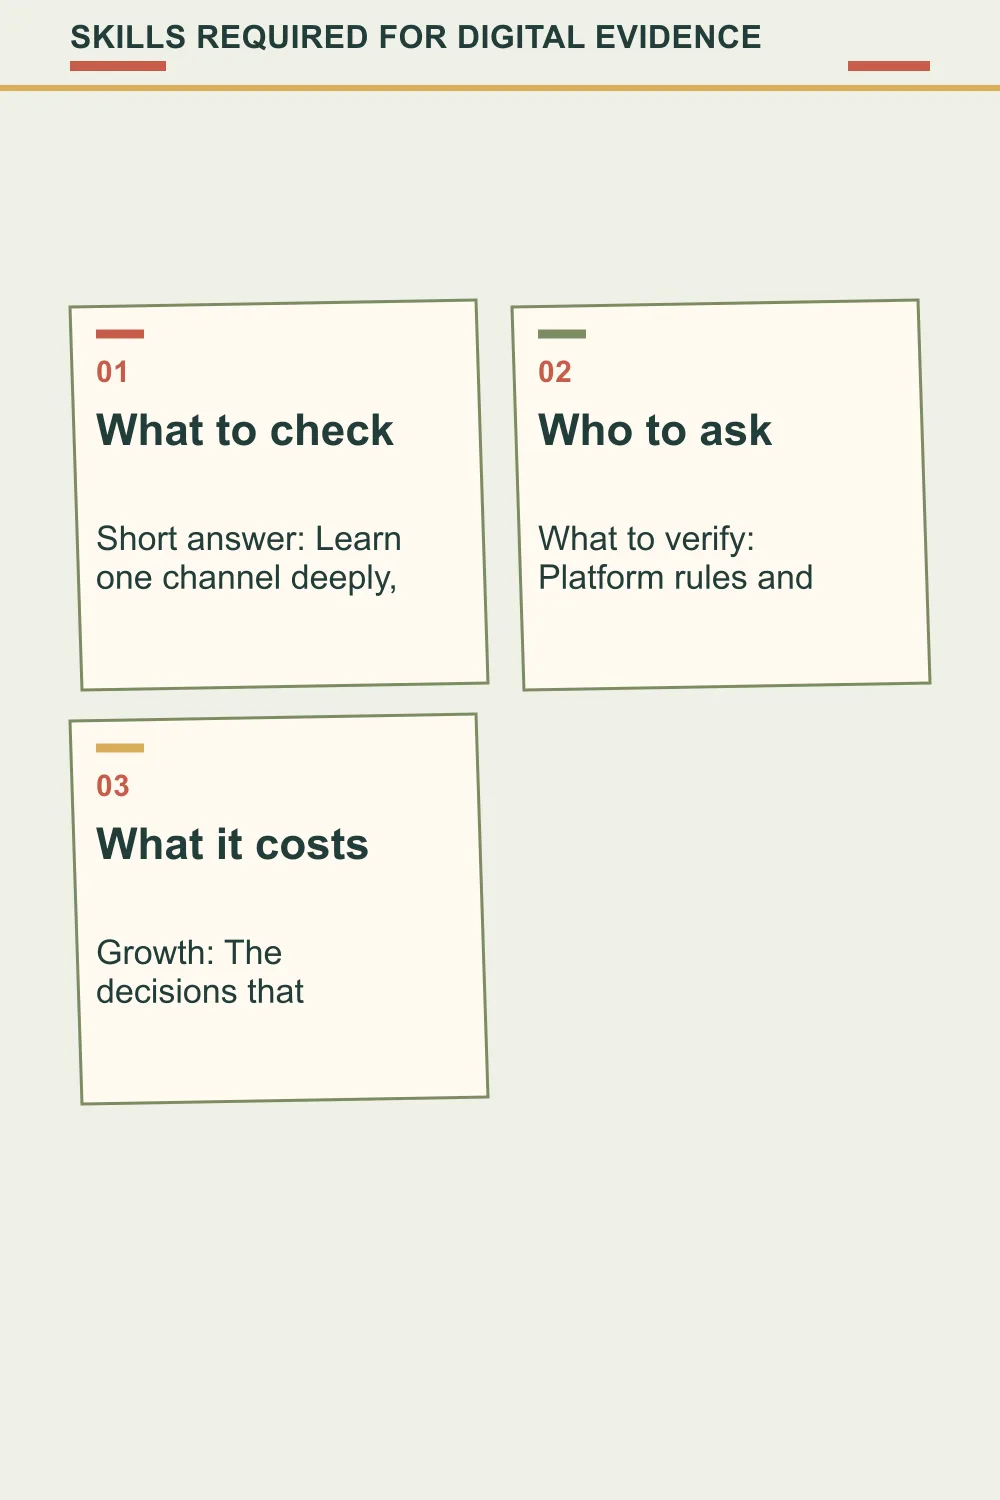 SKILLS REQUIRED FOR DIGITAL EVIDENCE
01
What to check
Short answer: Learn
one channel deeply,
02
Who to ask
What to verify:
Platform rules and
03
What it costs
Growth: The
decisions that